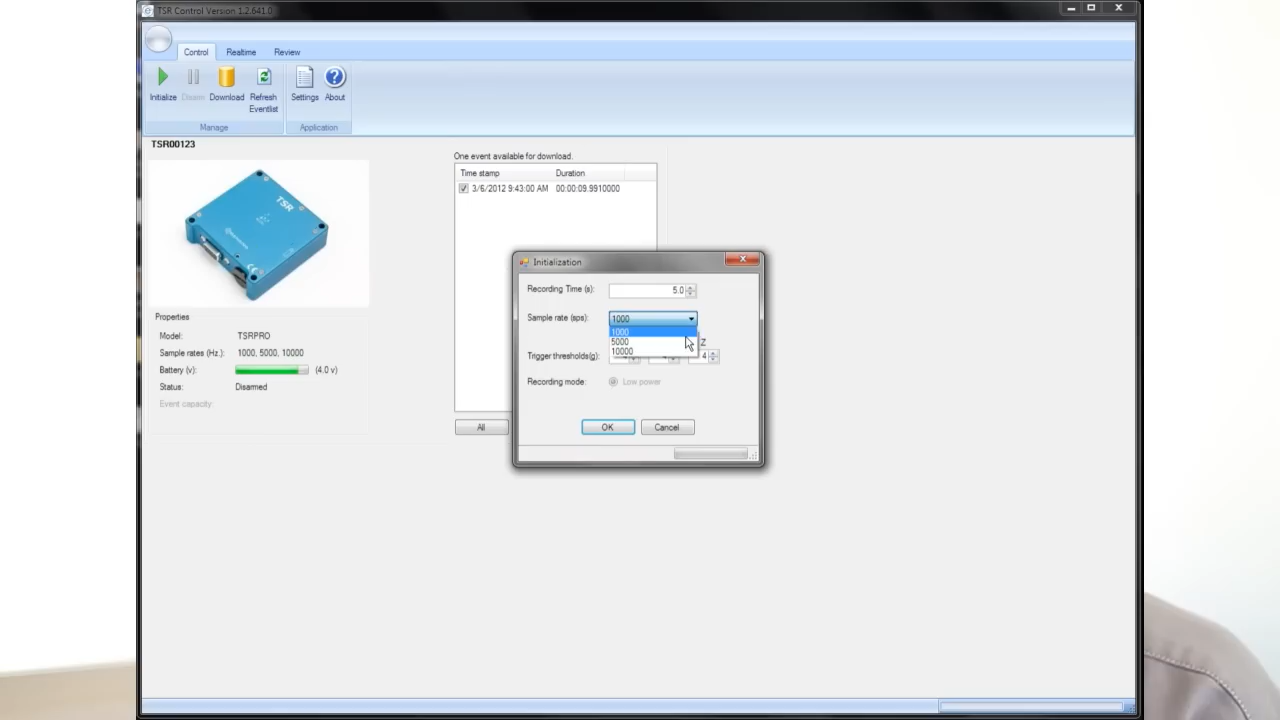 TSR Control Version 1.2.641.0
Control Realtime Review
Initialize Disarm Download Refresh Eventlist Settings About
Manage Application
TSR00123
TSR
One event available for download.
Time stamp Duration
3/6/2012 9:43:00 AM 00:00:09.9910000
Properties
Model: TSRPRO
Sample rates (Hz.): 1000, 5000, 10000
Battery (v): (4.0 v)
Status: Disarmed
Event capacity:
All
Initialization
Recording Time (s): 5.0
Sample rate (sps): 1000
1000
5000
10000
Z
Trigger thresholds(g): 4
Recording mode: Low power
OK Cancel